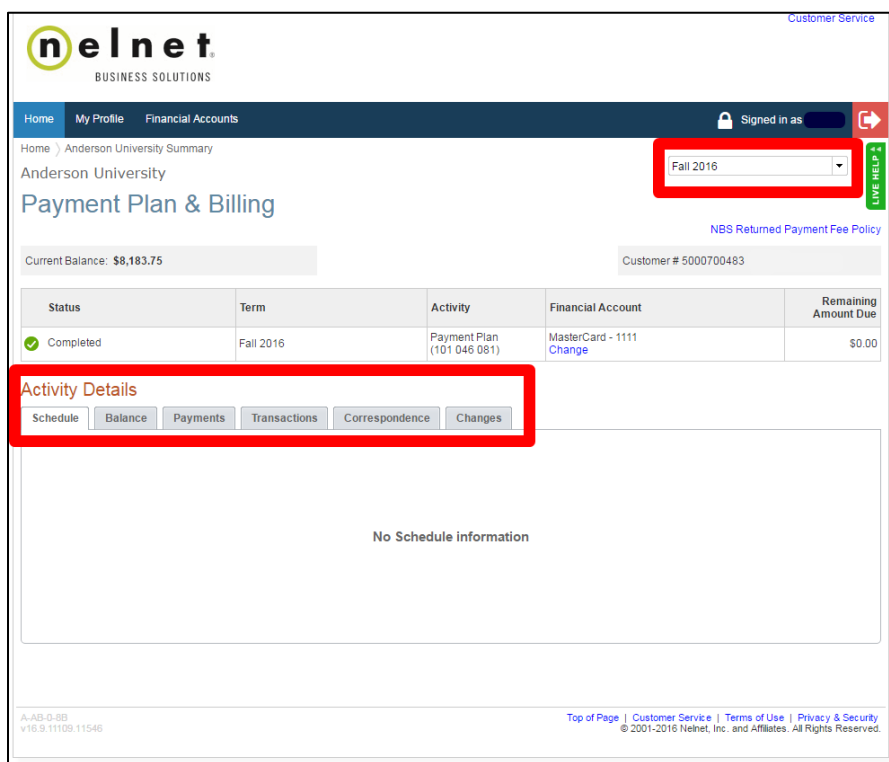 Customer Service
nelnet.
BUSINESS SOLUTIONS
Home My Profile Financial Accounts Signed in as
Home Anderson University Summary
Anderson University
Fall 2016
LIVE HELP
Payment Plan & Billing
NBS Returned Payment Fee Policy
Current Balance: $8,183.75 Customer # 5000700483
Status Term Activity Financial Account Remaining
Amount Due
Completed Fall 2016 Payment Plan
(101 046 081) MasterCard - 1111
Change $0.00
Activity Details
Schedule Balance Payments Transactions Correspondence Changes
No Schedule information
A-AB-0-8B
v16.9.11109.11546
Top of Page | Customer Service | Terms of Use | Privacy & Security
© 2001-2016 Nelnet, Inc. and Affiliates. All Rights Reserved.